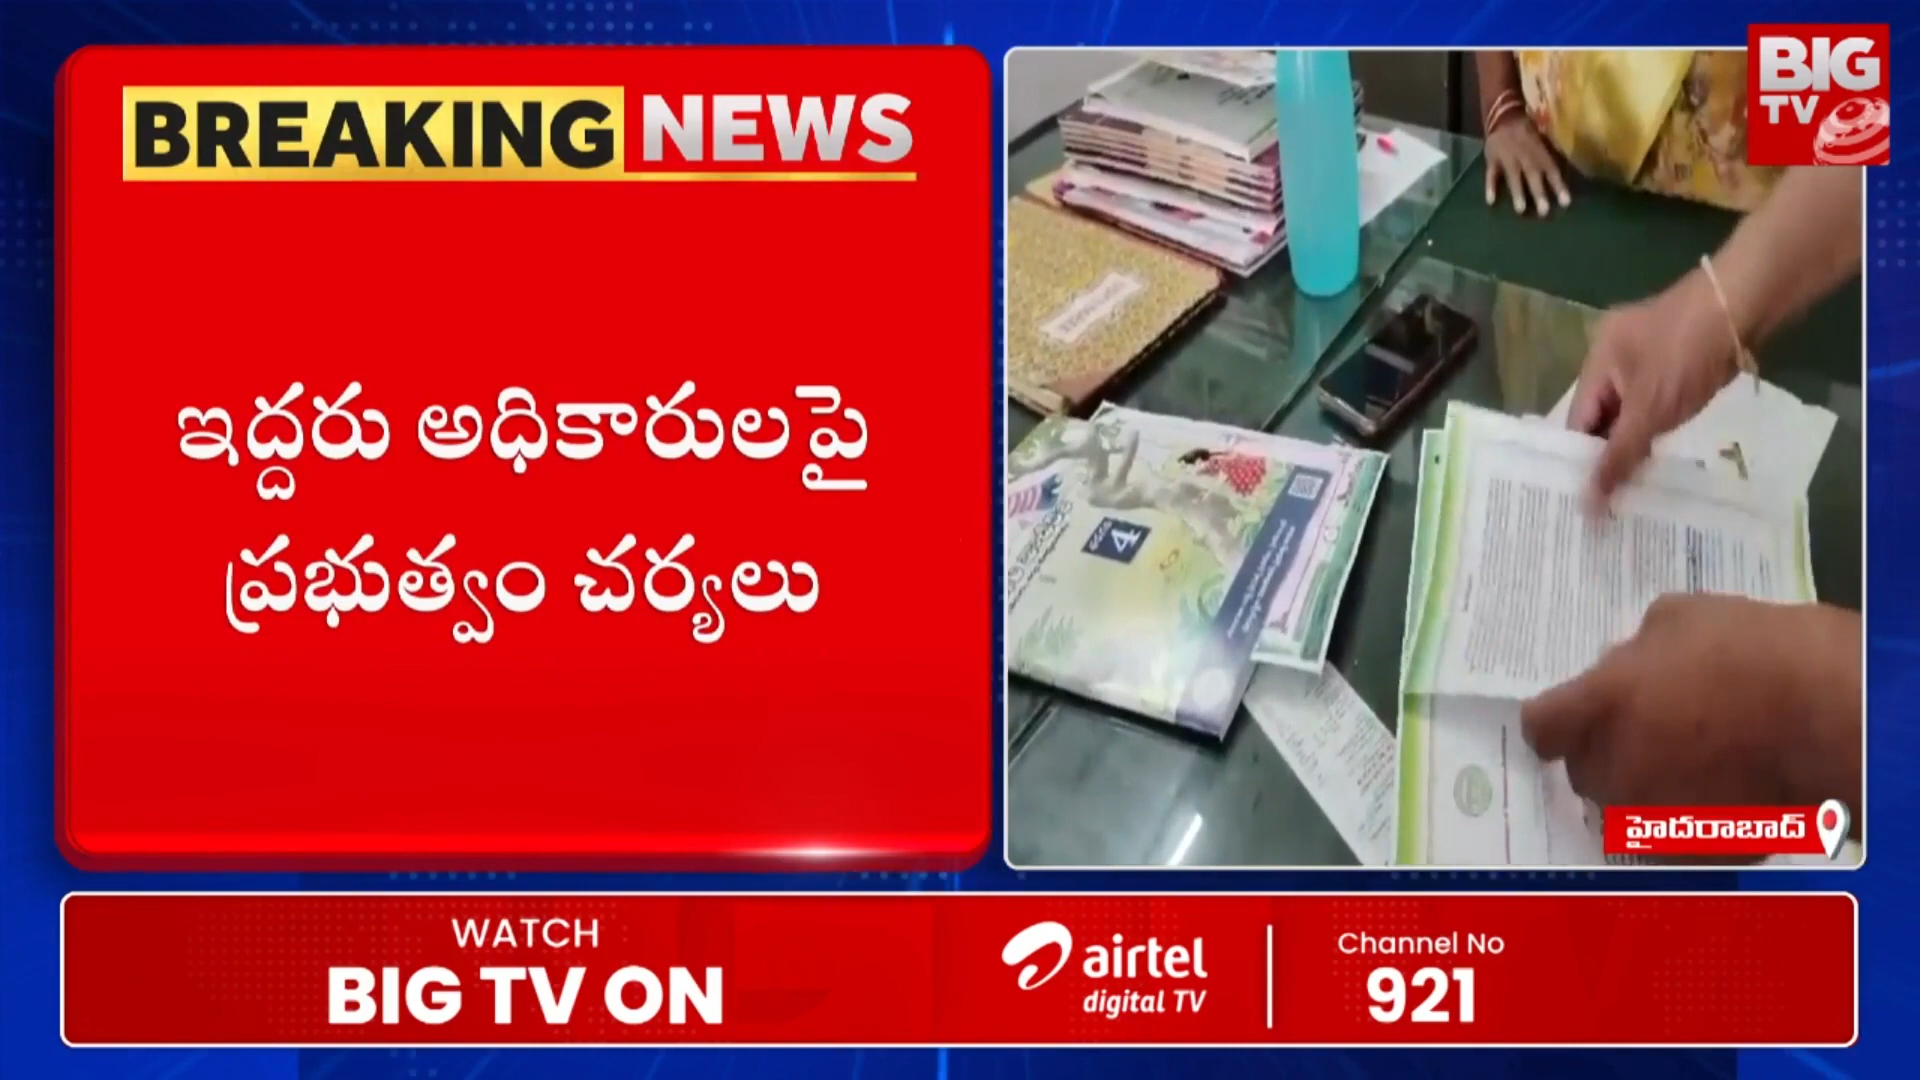 BREAKING NEWS
BIG
TV
ఇద్దరు అధికారులపై
ప్రభుత్వం చర్యలు
4
హైదరాబాద్
WATCH
BIG TV ON
airtel
digital TV
Channel No
921